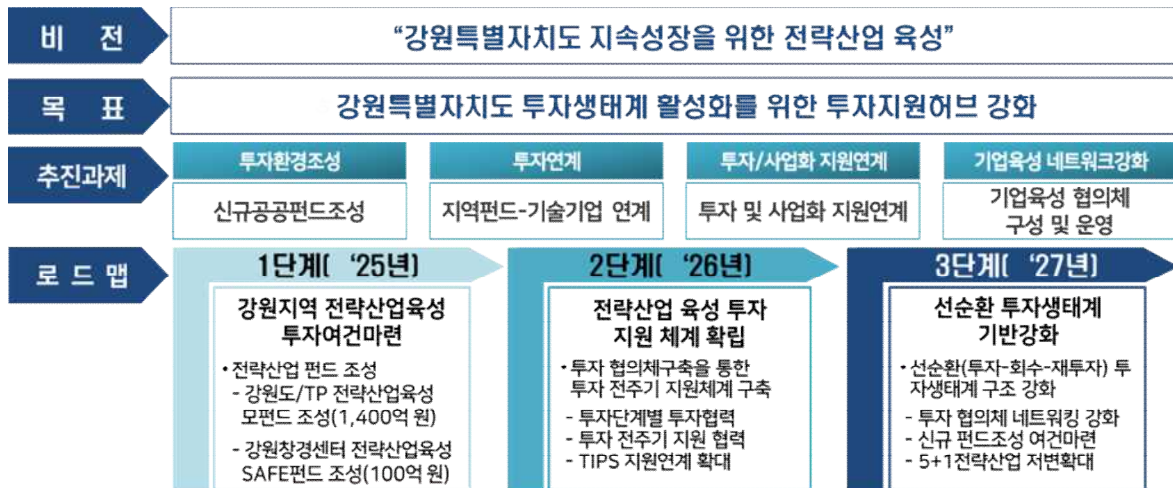 비 전
“강원특별자치도 지속성장을 위한 전략산업 육성”
목 표
강원특별자치도 투자생태계 활성화를 위한 투자지원허브 강화
추진과제
투자환경조성
신규공공펀드조성
투자연계
지역펀드-기술기업 연계
투자/사업화 지원연계
투자 및 사업화 지원연계
기업육성 네트워크강화
기업육성 협의체
구성 및 운영
로 드 맵
1단계( ‘25년)
강원지역 전략산업육성
투자여건마련
• 전략산업 펀드 조성
- 강원도/TP 전략산업육성
모펀드 조성(1,400억 원)
- 강원창경센터 전략산업육성
SAFE펀드 조성(100억 원)
2단계( ‘26년)
전략산업 육성 투자
지원 체계 확립
• 투자 협의체구축을 통한
투자 전주기 지원체계 구축
- 투자단계별 투자협력
- 투자 전주기 지원 협력
- TIPS 지원연계 확대
3단계( ‘27년)
선순환 투자생태계
기반강화
• 선순환(투자-회수-재투자) 투
자생태계 구조 강화
- 투자 협의체 네트워킹 강화
- 신규 펀드조성 여건마련
- 5+1전략산업 저변확대